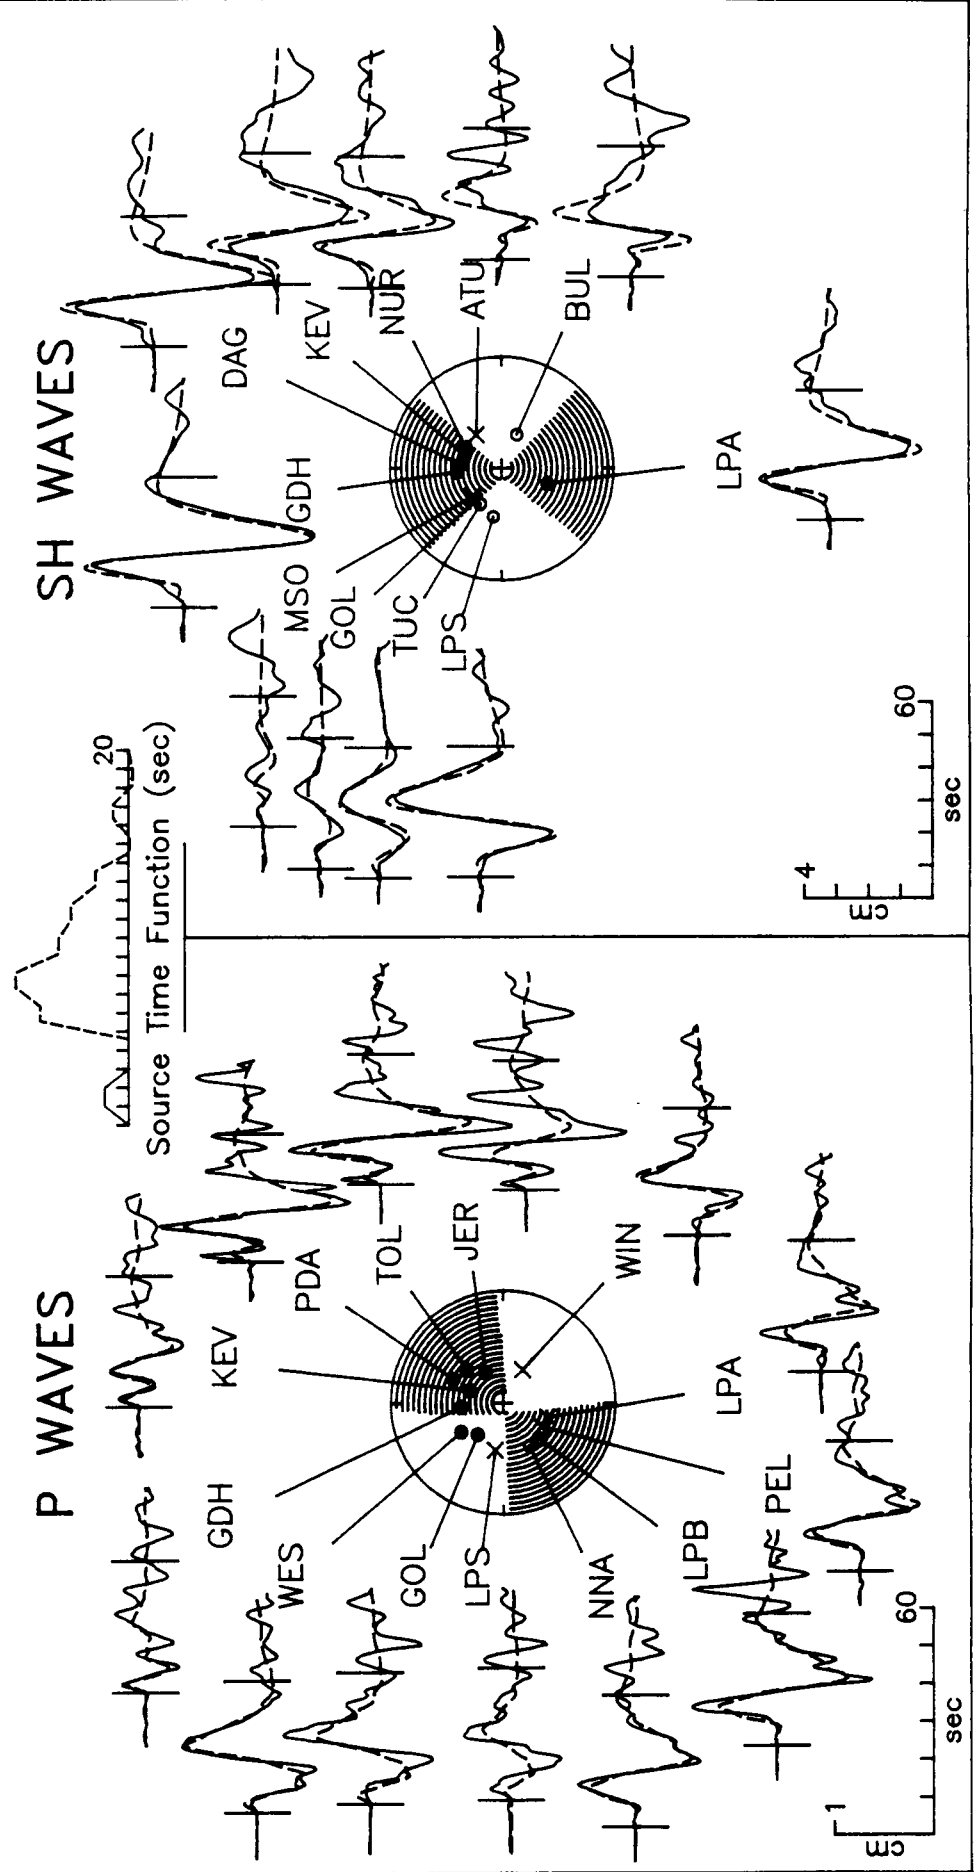 P WAVES
KEV
PDA
TOL
JER
WIN
GDH
WES
GOL
LPS
NNA
LPB
PEL
LPA
1
cm
60
sec
20
Source Time Function (sec)
SH WAVES
DAG
KEV
NUR
ATU
BUL
GDH
MSO
GOL
TUC
LPS
LPA
4
cm
60
sec